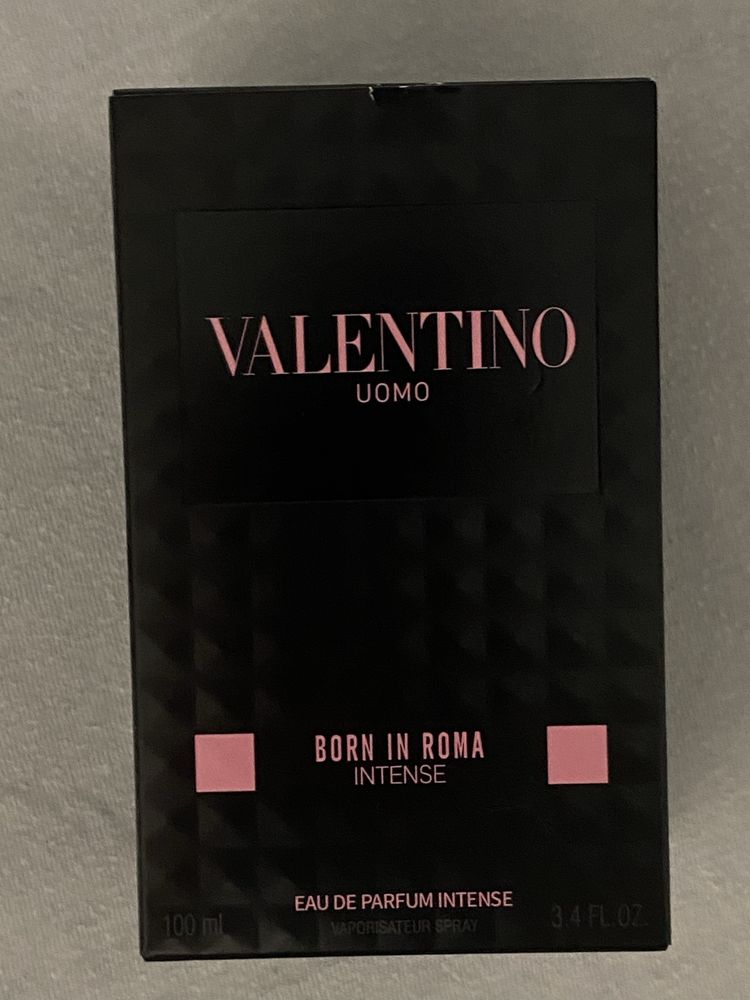 VALENTINO
UOMO
BORN IN ROMA
INTENSE
EAU DE PARFUM INTENSE
100 ml VAPORISATEUR SPRAY 3.4 FL.OZ.